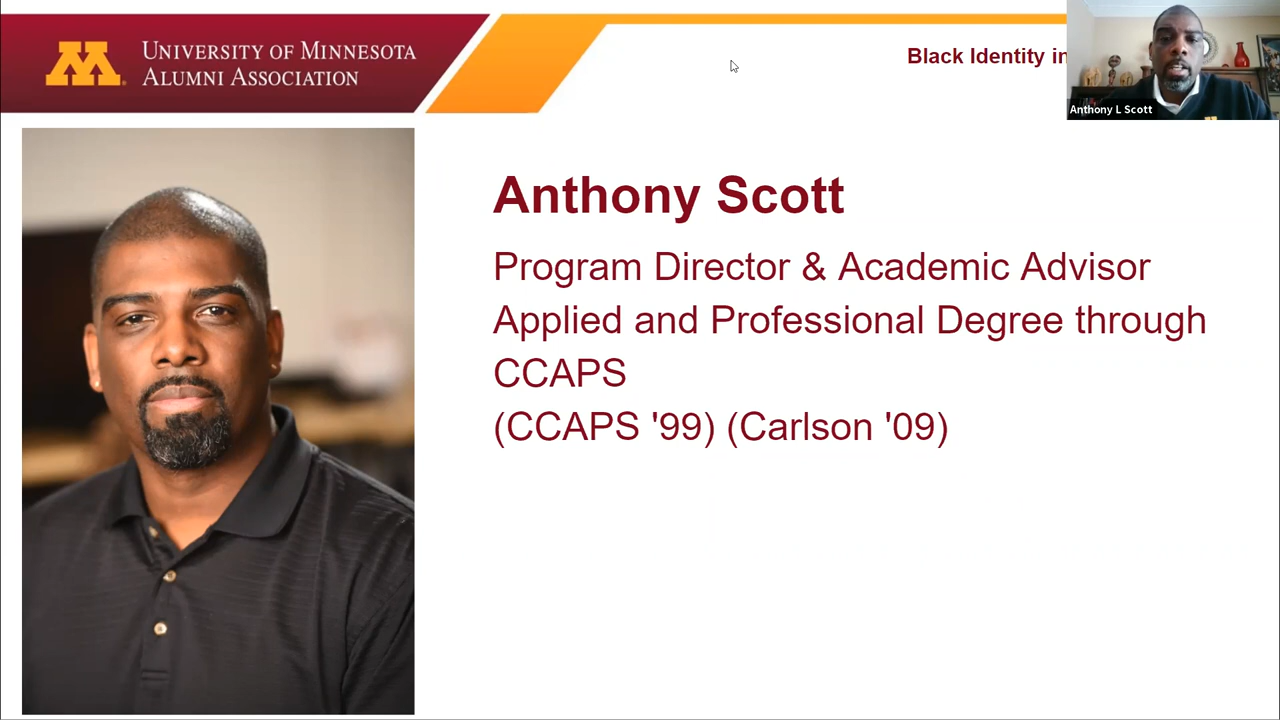 UNIVERSITY OF MINNESOTA
ALUMNI ASSOCIATION
Black Identity in
Anthony L Scott
Anthony Scott
Program Director & Academic Advisor
Applied and Professional Degree through
CCAPS
(CCAPS '99) (Carlson '09)